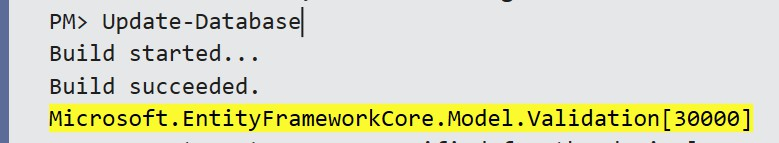 PM> Update-Database
Build started...
Build succeeded.
Microsoft.EntityFrameworkCore.Model.Validation[30000]